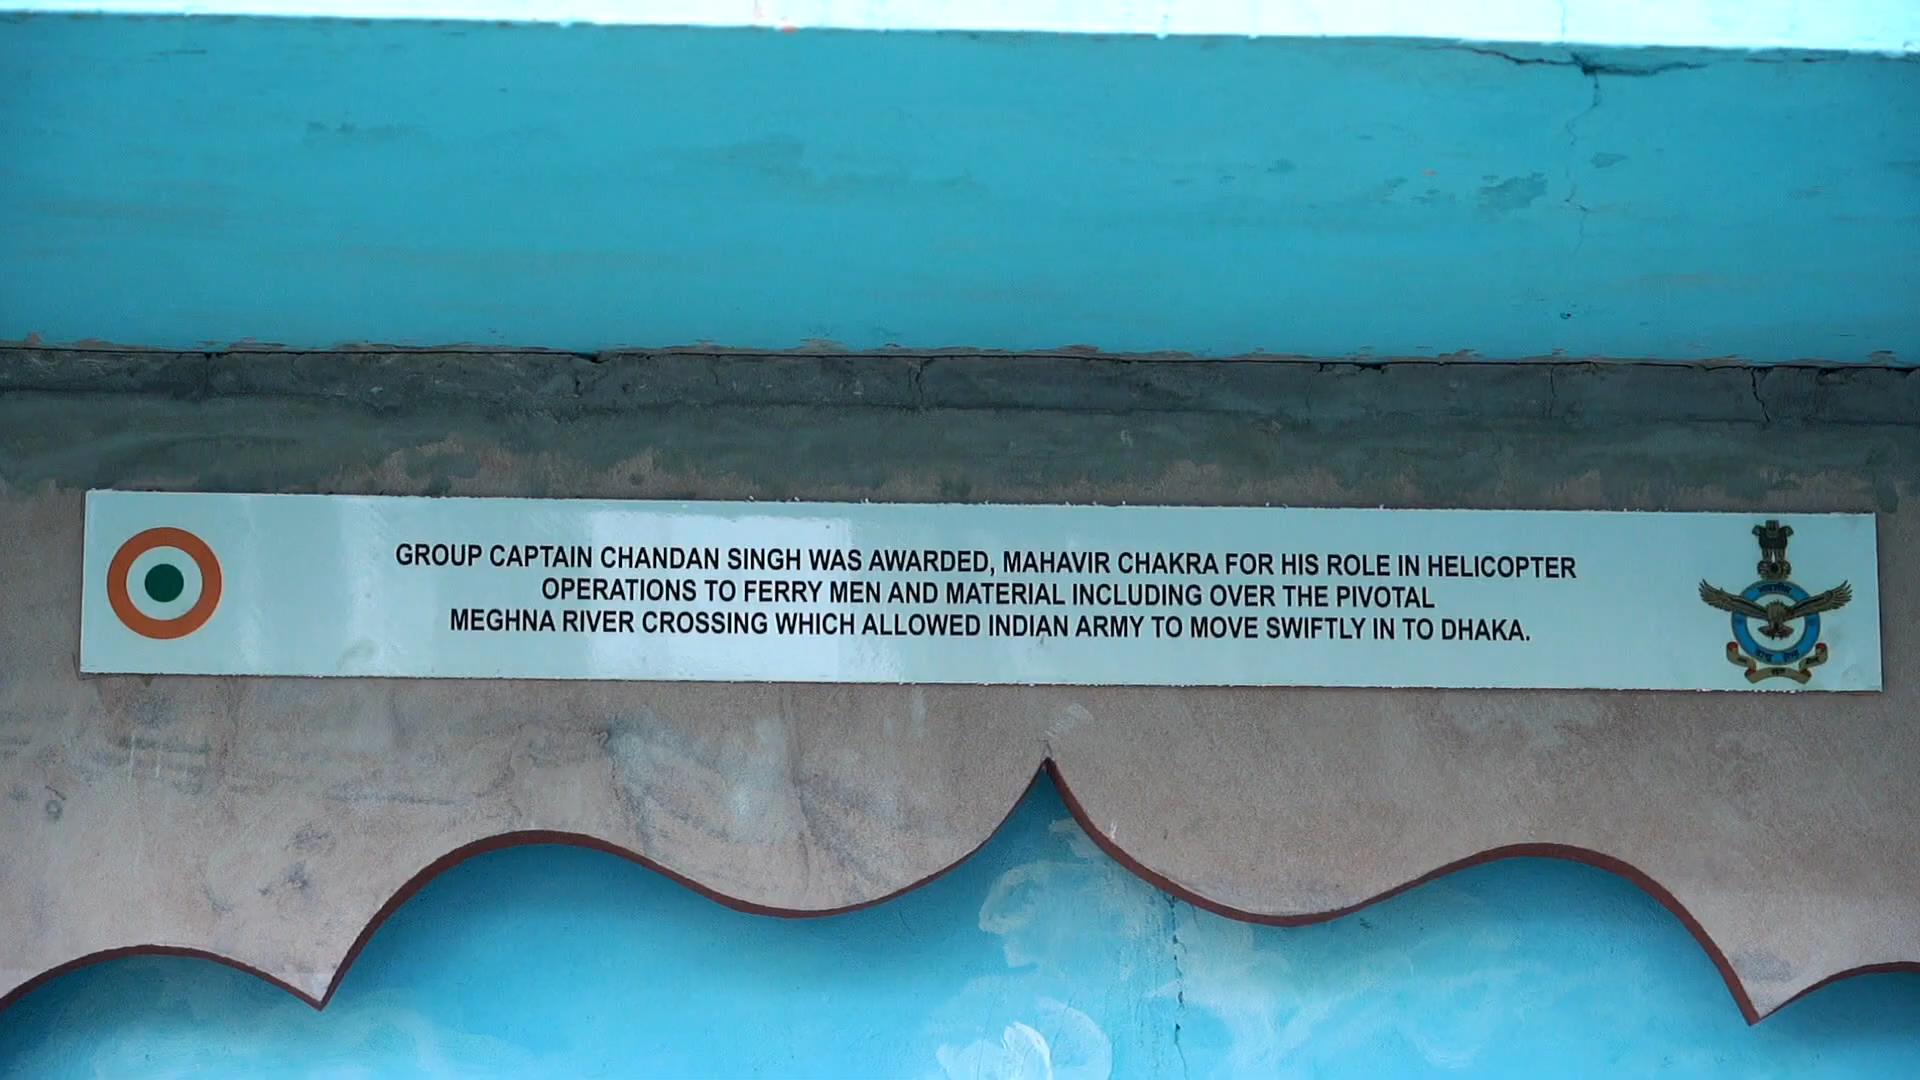 GROUP CAPTAIN CHANDAN SINGH WAS AWARDED, MAHAVIR CHAKRA FOR HIS ROLE IN HELICOPTER
OPERATIONS TO FERRY MEN AND MATERIAL INCLUDING OVER THE PIVOTAL
MEGHNA RIVER CROSSING WHICH ALLOWED INDIAN ARMY TO MOVE SWIFTLY IN TO DHAKA.